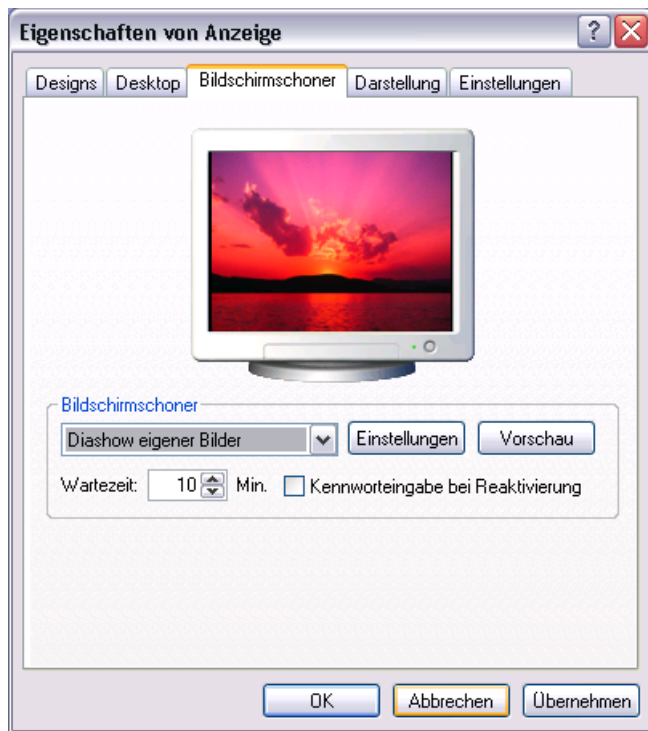 Eigenschaften von Anzeige
Designs Desktop Bildschirmschoner Darstellung Einstellungen
Bildschirmschoner
Diashow eigener Bilder Einstellungen Vorschau
Wartezeit: 10 Min. Kennworteingabe bei Reaktivierung
OK Abbrechen Übernehmen